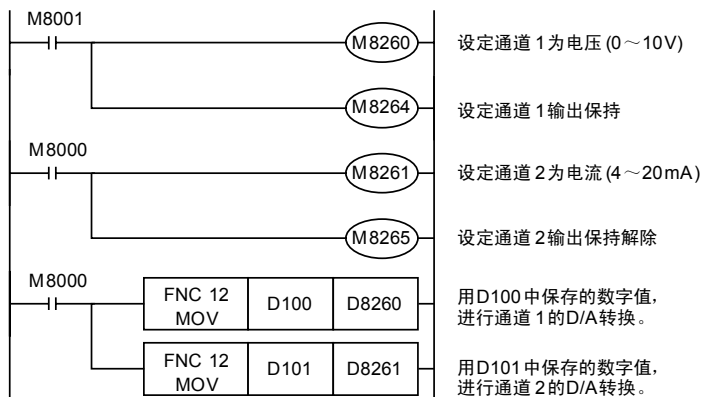 M8001
M8260
设定通道1为电压(0～10V)
M8264
设定通道1输出保持
M8000
M8261
设定通道2为电流(4～20mA)
M8265
设定通道2输出保持解除
M8000
FNC 12
MOV
D100
D8260
用D100中保存的数字值，
进行通道1的D/A转换。
FNC 12
MOV
D101
D8261
用D101中保存的数字值，
进行通道2的D/A转换。